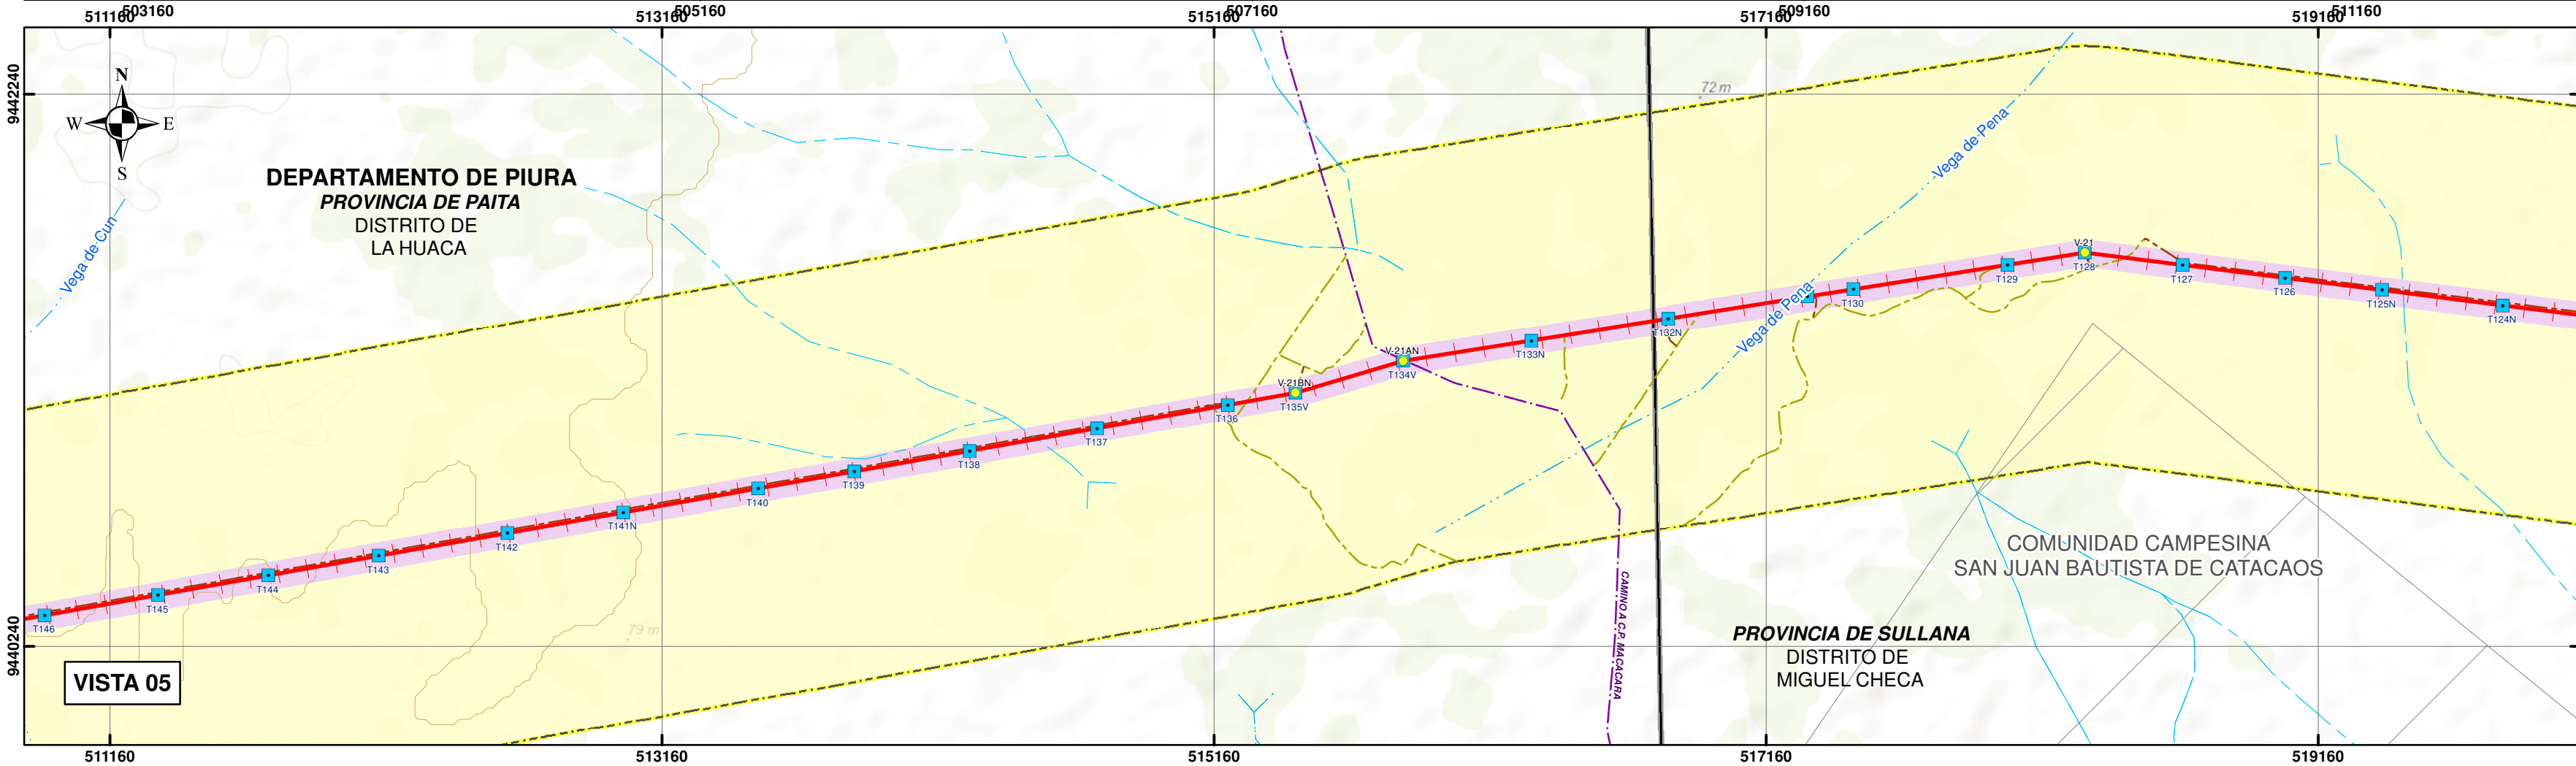 511160 503160 513160 505160 515160 507160 517160 509160 519160 511160
9442240
N
W E
S
72 m
DEPARTAMENTO DE PIURA
PROVINCIA DE PAITA
DISTRITO DE
LA HUACA
Vega de Cun
Vega de Pena
Vega de Pena
V-21
T128
T129
T127
T126
T125N
T124N
T130
T132N
T133N
V-21AN
T134V
V-21BN
T135V
T136
T137
T138
T139
T140
T141N
T142
T143
T144
T145
T146
COMUNIDAD CAMPESINA
SAN JUAN BAUTISTA DE CATACAOS
CAMINO A C.P. MACACARA
79 m
9440240
PROVINCIA DE SULLANA
DISTRITO DE
MIGUEL CHECA
VISTA 05
511160 513160 515160 517160 519160